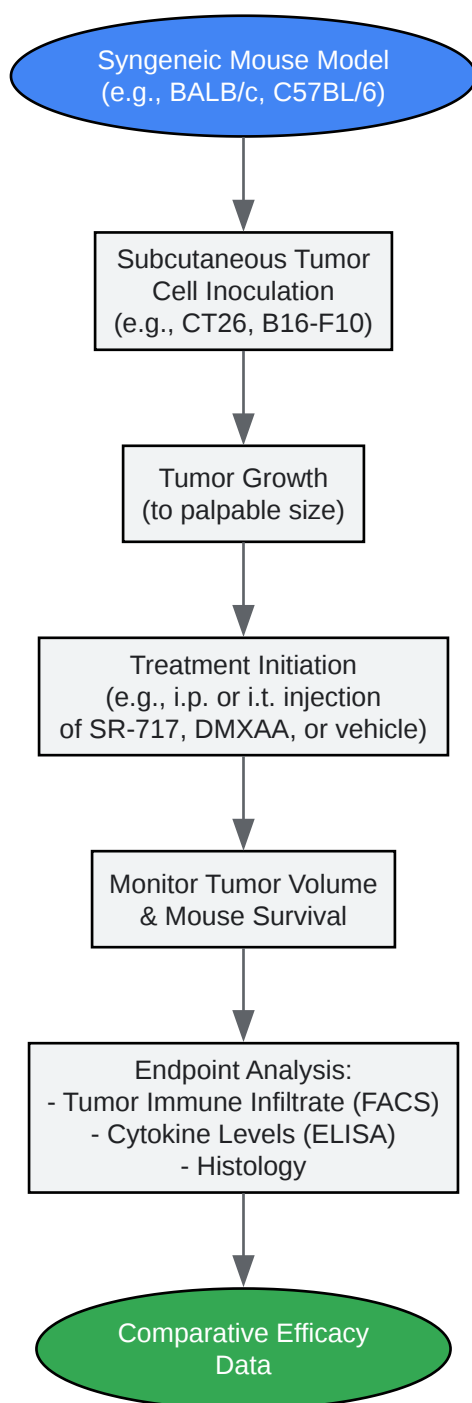 Syngeneic Mouse Model
(e.g., BALB/c, C57BL/6)
Subcutaneous Tumor
Cell Inoculation
(e.g., CT26, B16-F10)
Tumor Growth
(to palpable size)
Treatment Initiation
(e.g., i.p. or i.t. injection
of SR-717, DMXAA, or vehicle)
Monitor Tumor Volume
& Mouse Survival
Endpoint Analysis:
- Tumor Immune Infiltrate (FACS)
- Cytokine Levels (ELISA)
- Histology
Comparative Efficacy
Data